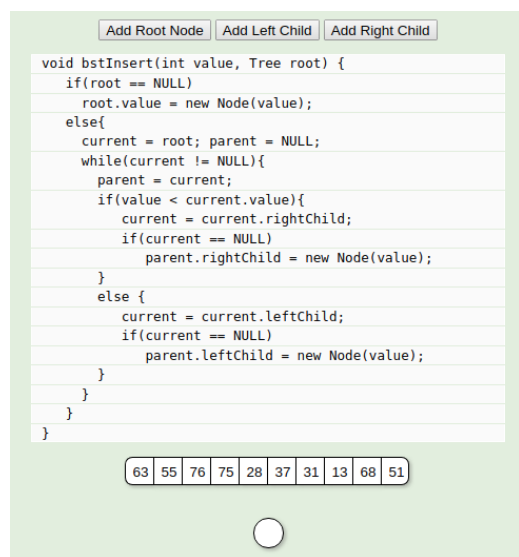 Add Root Node Add Left Child Add Right Child
void bstInsert(int value, Tree root) {
if(root == NULL)
root.value = new Node(value);
else{
current = root; parent = NULL;
while(current != NULL){
parent = current;
if(value < current.value){
current = current.rightChild;
if(current == NULL)
parent.rightChild = new Node(value);
}
else {
current = current.leftChild;
if(current == NULL)
parent.leftChild = new Node(value);
}
}
}
}
63 55 76 75 28 37 31 13 68 51